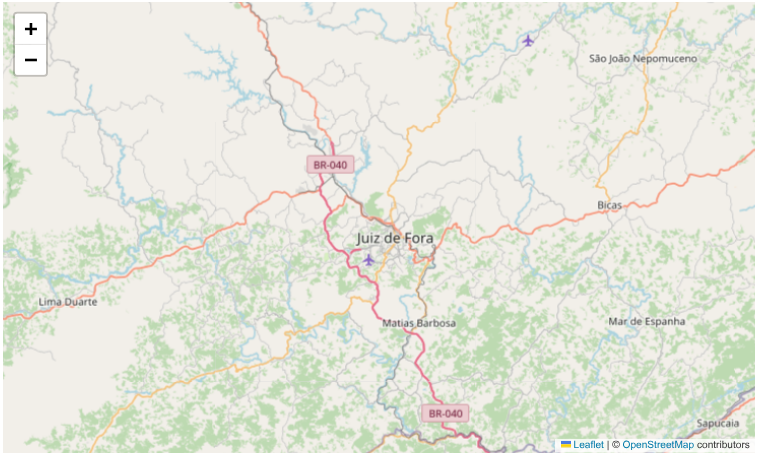 +
−
São João Nepomuceno
BR-040
Bicas
Juiz de Fora
Lima Duarte
Matias Barbosa
Mar de Espanha
BR-040
Sapucaia
Leaflet | © OpenStreetMap contributors